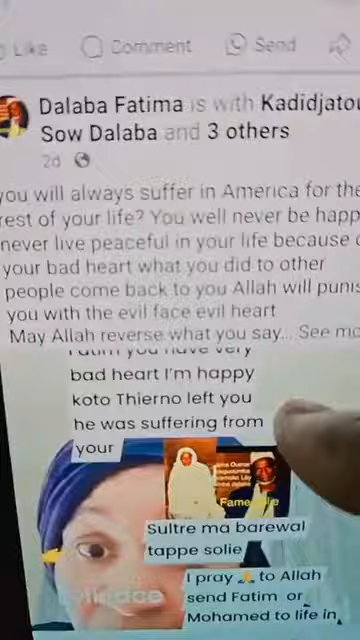 Like Comment Send
Dalaba Fatima is with Kadidjatou
Sow Dalaba and 3 others
2d
you will always suffer in America for the
rest of your life? You well never be happ
never live peaceful in your life because
your bad heart what you did to other
people come back to you Allah will punis
you with the evil face evil heart
May Allah reverse what you say... See mo
Fatim you have very
bad heart I'm happy
koto Thierno left you
he was suffering from
your
Sultre ma barewal
tappe solie
I pray 🙏 to Allah
send Fatim or
Mohamed to life in